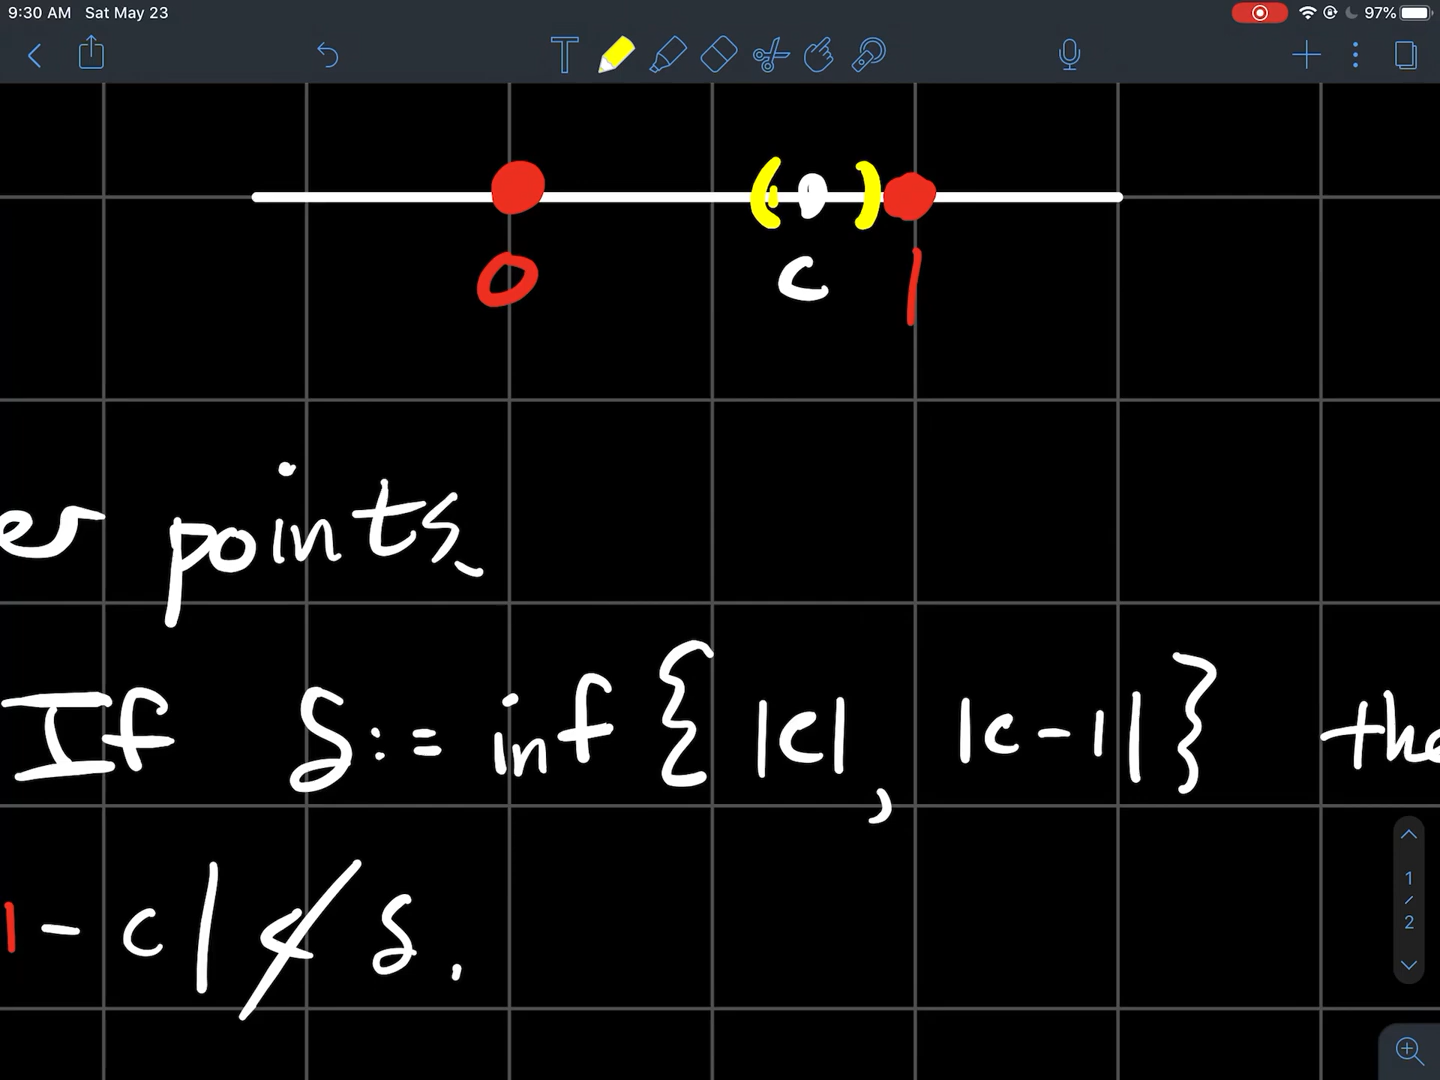 9:30 AM Sat May 23
97%
T
( )
0 c 1
er points
If δ := inf { |c|, |c-1| } the
1 - c | ≮ δ.
1
/
2